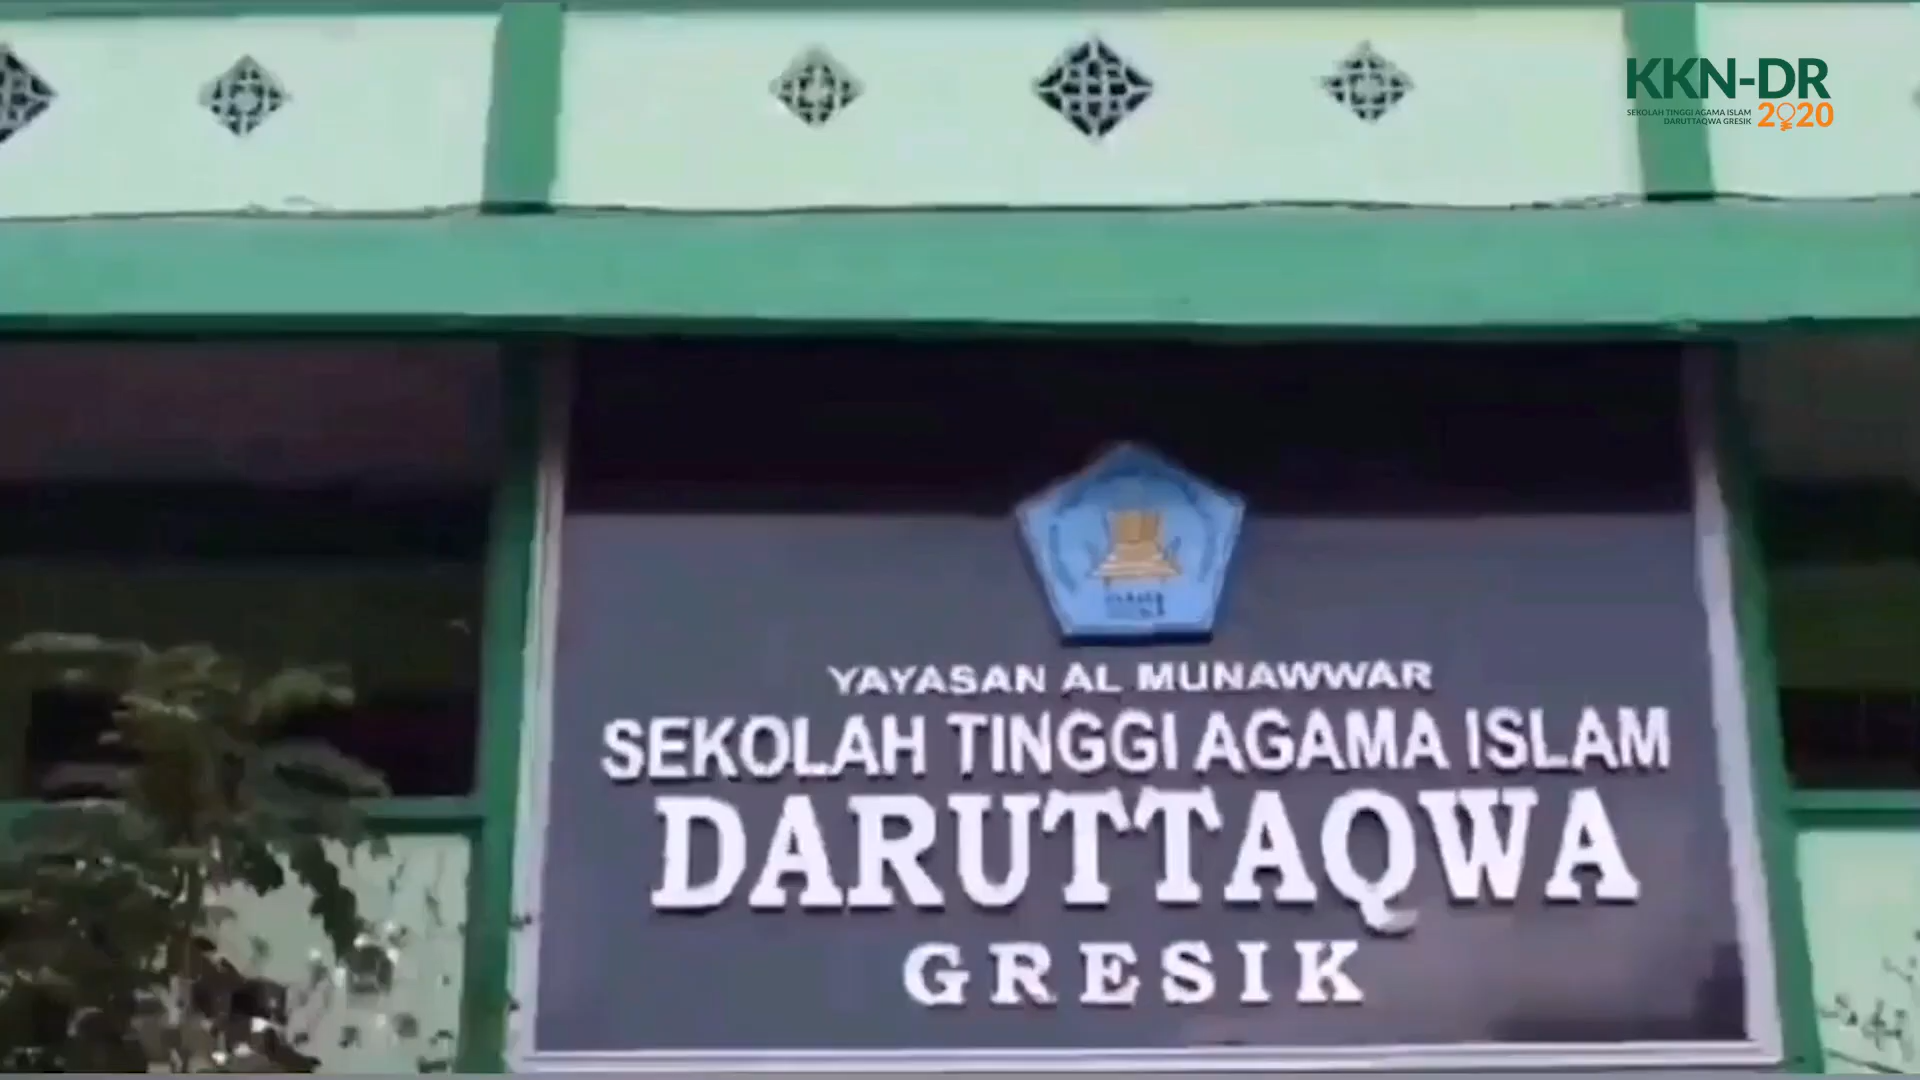 KKN-DR
SEKOLAH TINGGI AGAMA ISLAM
DARUTTAQWA GRESIK
2020
YAYASAN AL MUNAWWAR
SEKOLAH TINGGI AGAMA ISLAM
DARUTTAQWA
GRESIK